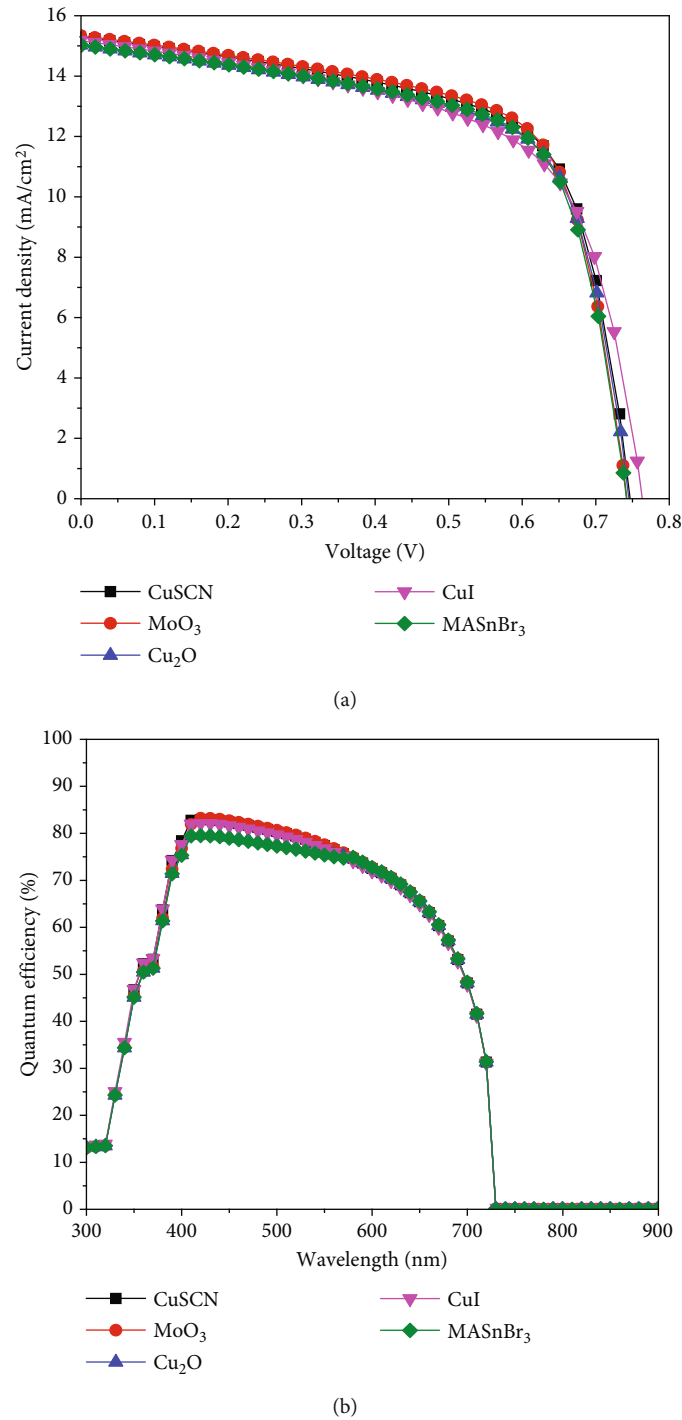 16
14
12
10
8
6
4
2
0
Current density (mA/cm²)
0.0 0.1 0.2 0.3 0.4 0.5 0.6 0.7 0.8
Voltage (V)
CuSCN CuI
MoO₃ MASnBr₃
Cu₂O
(a)
100
90
80
70
60
50
40
30
20
10
0
Quantum efficiency (%)
300 400 500 600 700 800 900
Wavelength (nm)
CuSCN CuI
MoO₃ MASnBr₃
Cu₂O
(b)